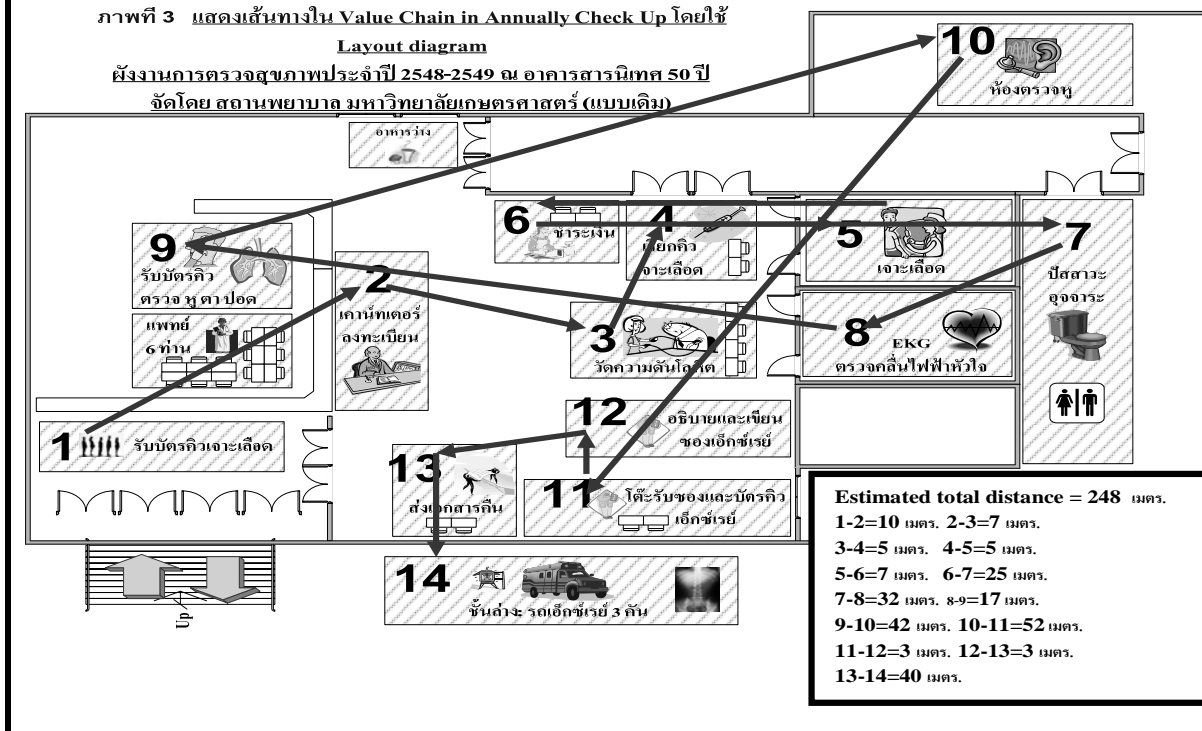 ภาพที่ 3 แสดงเส้นทางใน Value Chain in Annually Check Up โดยใช้
Layout diagram
ผังงานการตรวจสุขภาพประจำปี 2548-2549 ณ อาคารสารนิเทศ 50 ปี
จัดโดย สถานพยาบาล มหาวิทยาลัยเกษตรศาสตร์ (แบบเดิม)
10
ห้องตรวจหู
อาหารว่าง
6
ชำระเงิน
4
เรียกคิว
เจาะเลือด
5
เจาะเลือด
7
ปัสสาวะ
อุจจาระ
9
รับบัตรคิว
ตรวจ หู ตา ปอด
2
เคาน์ทเตอร์
ลงทะเบียน
แพทย์
6 ท่าน
3
วัดความดันโลหิต
8
EKG
ตรวจคลื่นไฟฟ้าหัวใจ
1
รับบัตรคิวเจาะเลือด
12
อธิบายและเขียน
ซองเอ็กซ์เรย์
13
ส่งเอกสารคืน
11
โต๊ะรับซองและบัตรคิว
เอ็กซ์เรย์
14
ชั้นล่าง: รถเอ็กซ์เรย์ 3 คัน
Up
Estimated total distance = 248 เมตร.
1-2=10 เมตร. 2-3=7 เมตร.
3-4=5 เมตร. 4-5=5 เมตร.
5-6=7 เมตร. 6-7=25 เมตร.
7-8=32 เมตร. 8-9=17 เมตร.
9-10=42 เมตร. 10-11=52 เมตร.
11-12=3 เมตร. 12-13=3 เมตร.
13-14=40 เมตร.